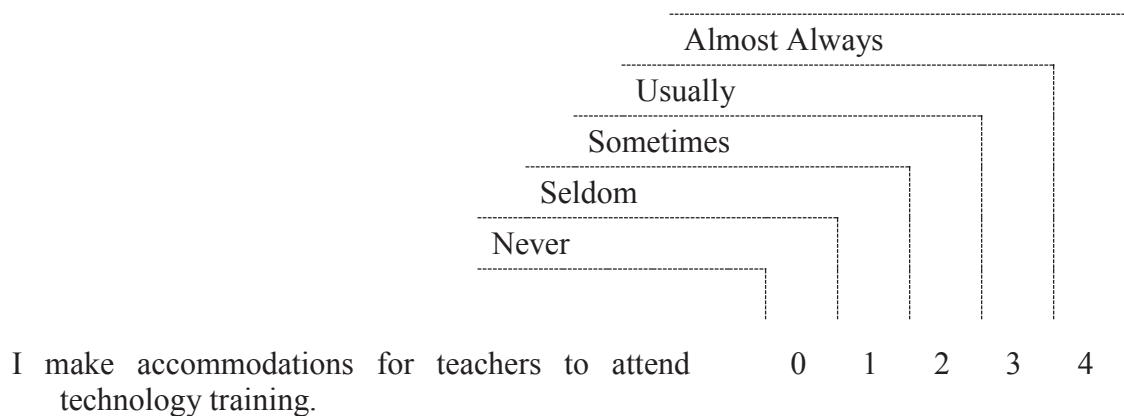 Almost Always
Usually
Sometimes
Seldom
Never
I make accommodations for teachers to attend 0 1 2 3 4
technology training.